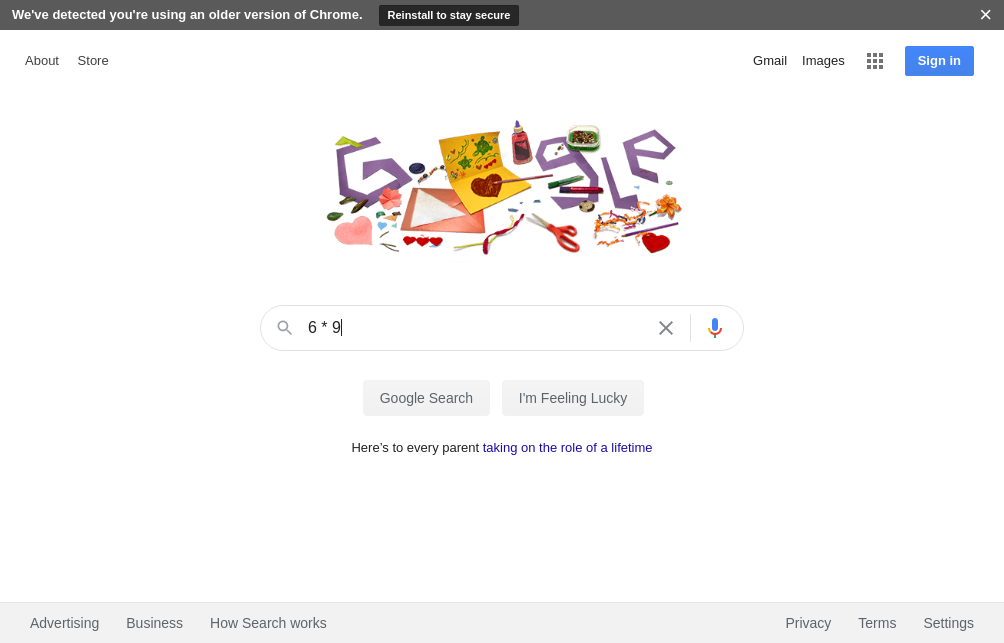 We've detected you're using an older version of Chrome. Reinstall to stay secure
About Store Gmail Images Sign in
Google
6 * 9
Google Search I'm Feeling Lucky
Here’s to every parent taking on the role of a lifetime
Advertising Business How Search works Privacy Terms Settings